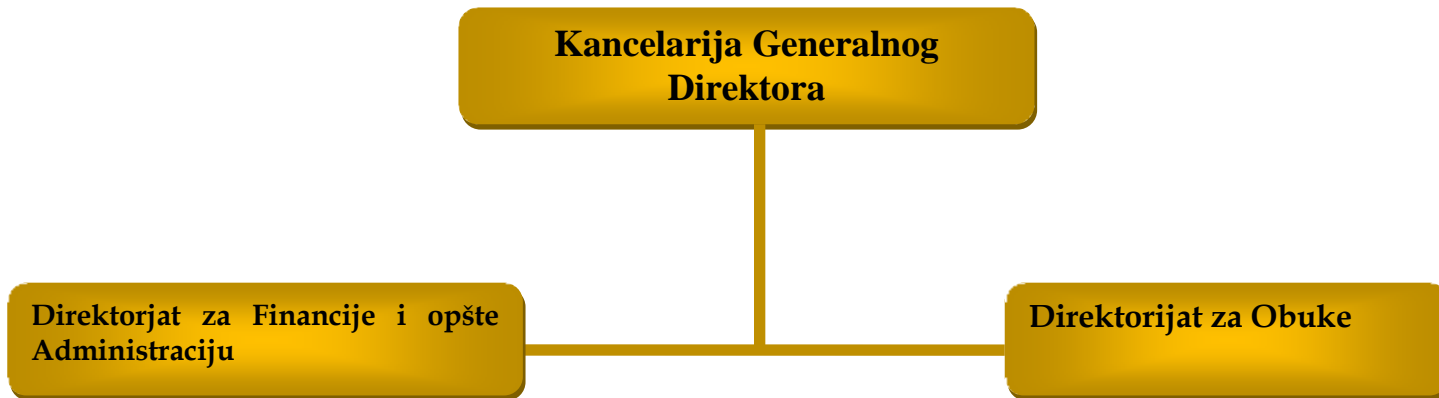 Kancelarija Generalnog
Direktora
Direktorjat za Financije i opšte
Administraciju
Direktorijat za Obuke